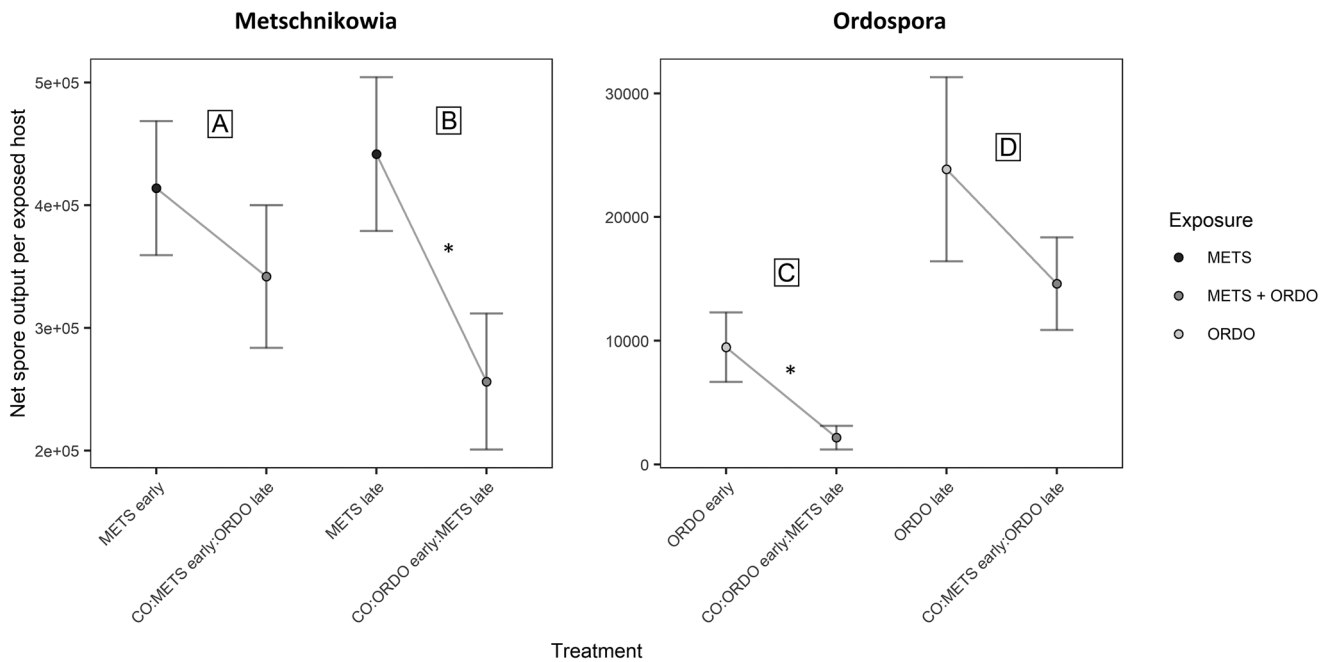 Metschnikowia
Ordospora
Net spore output per exposed host
5e+05
4e+05
3e+05
2e+05
A
B
*
METS early
CO:METS early:ORDO late
METS late
CO:ORDO early:METS late
30000
20000
10000
0
C
*
D
ORDO early
CO:ORDO early:METS late
ORDO late
CO:METS early:ORDO late
Treatment
Exposure
METS
METS + ORDO
ORDO